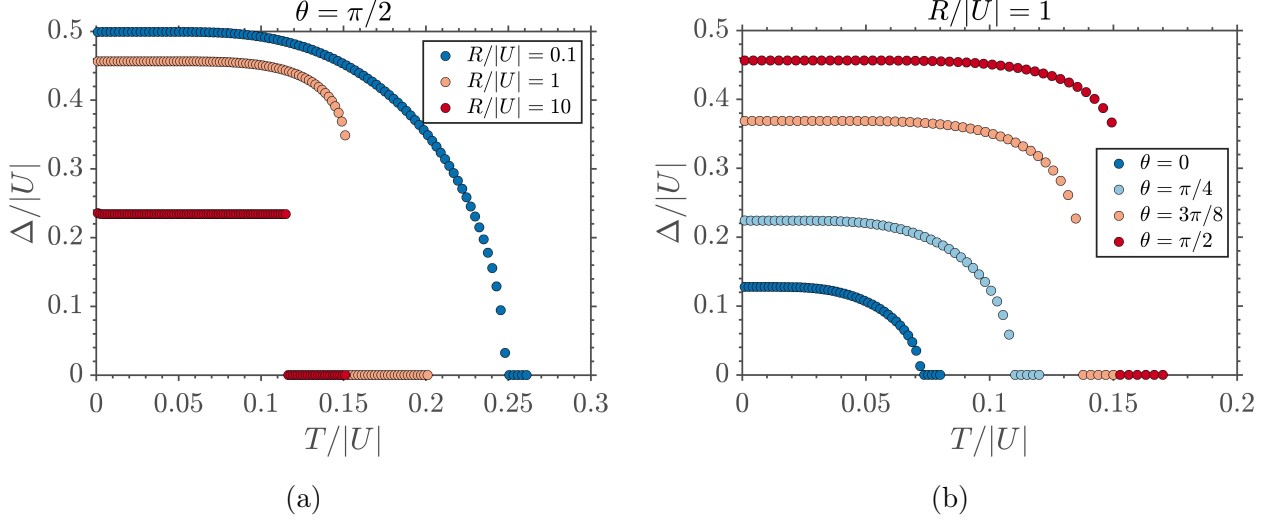 θ = π/2
0.5
0.4
0.3
0.2
0.1
0
Δ/|U|
R/|U| = 0.1
R/|U| = 1
R/|U| = 10
0 0.05 0.1 0.15 0.2 0.25 0.3
T/|U|
(a)
R/|U| = 1
0.5
0.4
0.3
0.2
0.1
0
Δ/|U|
θ = 0
θ = π/4
θ = 3π/8
θ = π/2
0 0.05 0.1 0.15 0.2
T/|U|
(b)